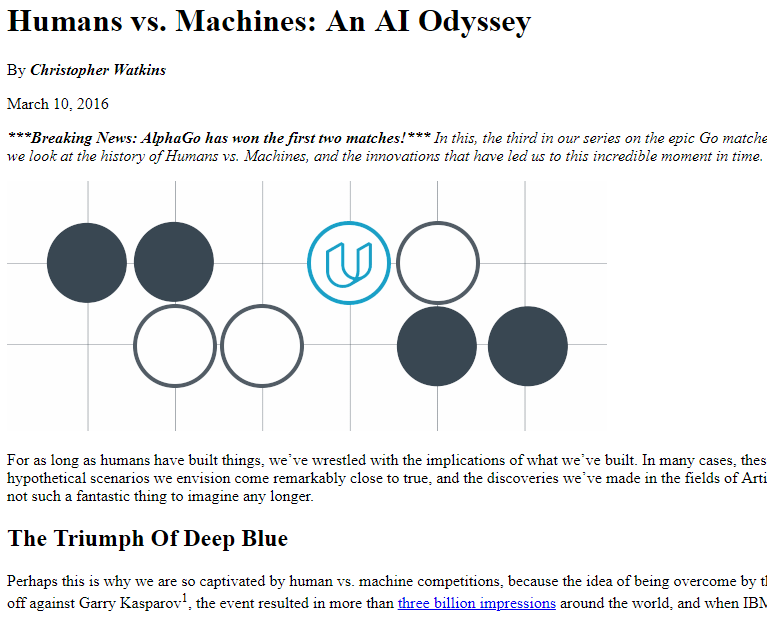 Humans vs. Machines: An AI Odyssey
By Christopher Watkins
March 10, 2016
***Breaking News: AlphaGo has won the first two matches!*** In this, the third in our series on the epic Go matche
we look at the history of Humans vs. Machines, and the innovations that have led us to this incredible moment in time.
For as long as humans have built things, we’ve wrestled with the implications of what we’ve built. In many cases, thes
hypothetical scenarios we envision come remarkably close to true, and the discoveries we’ve made in the fields of Arti
not such a fantastic thing to imagine any longer.
The Triumph Of Deep Blue
Perhaps this is why we are so captivated by human vs. machine competitions, because the idea of being overcome by t
off against Garry Kasparov1, the event resulted in more than three billion impressions around the world, and when IBM